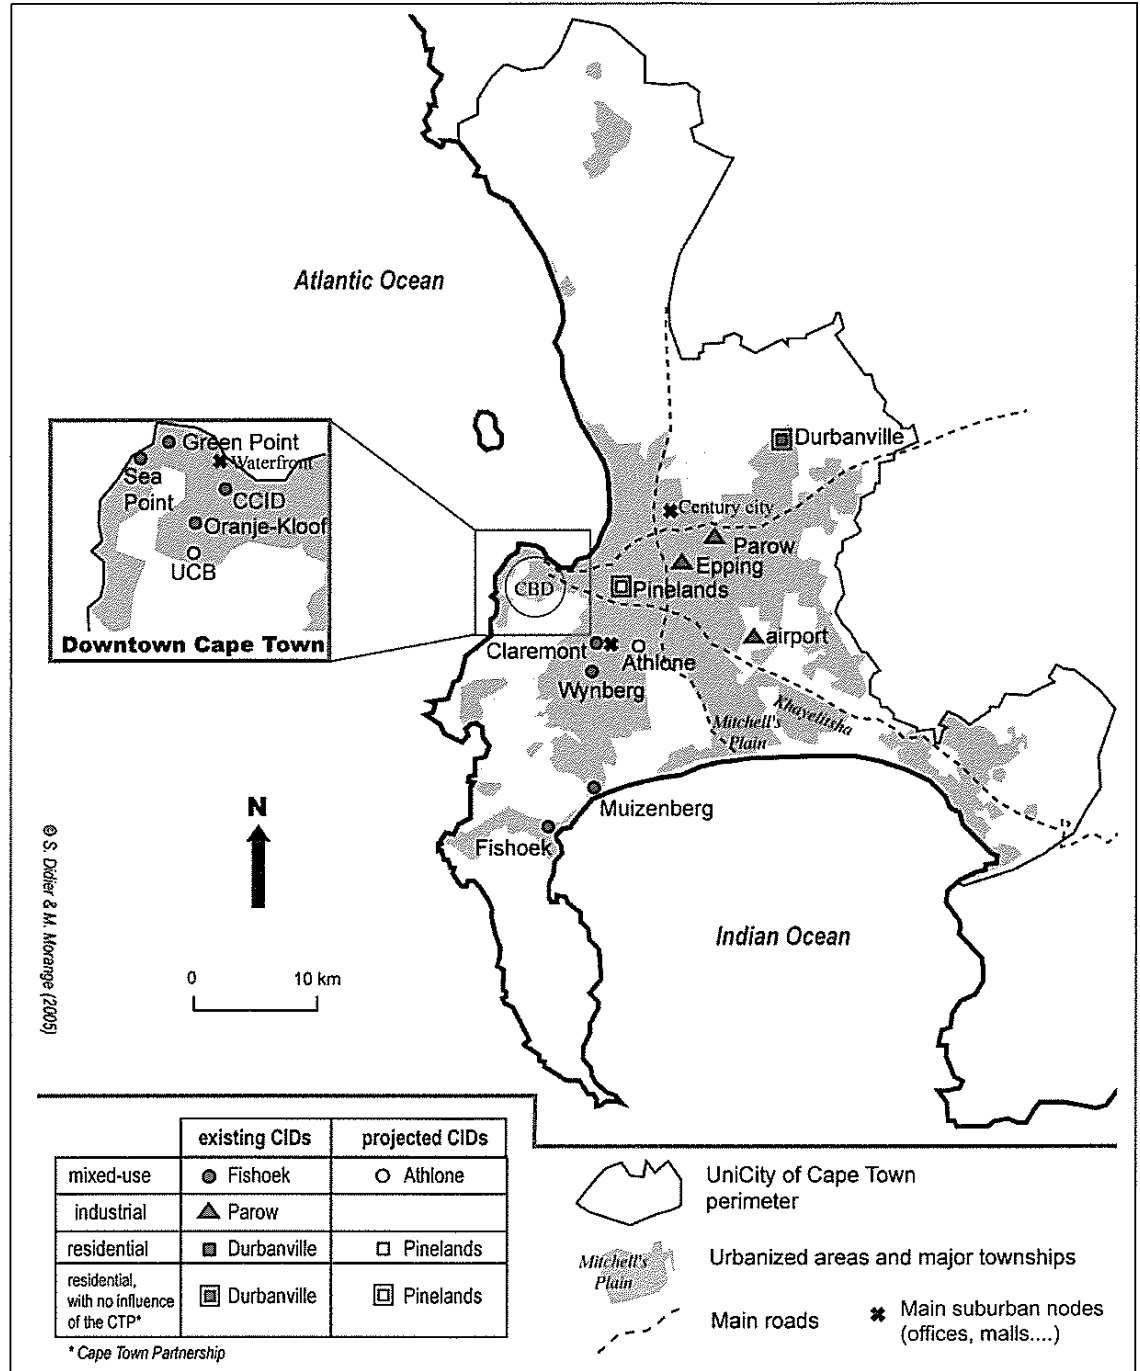 Atlantic Ocean
Green Point
Waterfront
Sea
Point
CCID
Oranje-Kloof
UCB
Downtown Cape Town
Durbanville
Century city
Parow
Epping
CBD
Pinelands
airport
Claremont
Athlone
Wynberg
Khayelitsha
Mitchell's
Plain
Muizenberg
Fishoek
N
Indian Ocean
0 10 km
© S. Didier & M. Morange (2005)
existing CIDs projected CIDs
mixed-use Fishoek Athlone
industrial Parow
residential Durbanville Pinelands
residential,
with no influence
of the CTP* Durbanville Pinelands
* Cape Town Partnership
UniCity of Cape Town
perimeter
Mitchell's
Plain
Urbanized areas and major townships
Main roads
Main suburban nodes
(offices, malls....)